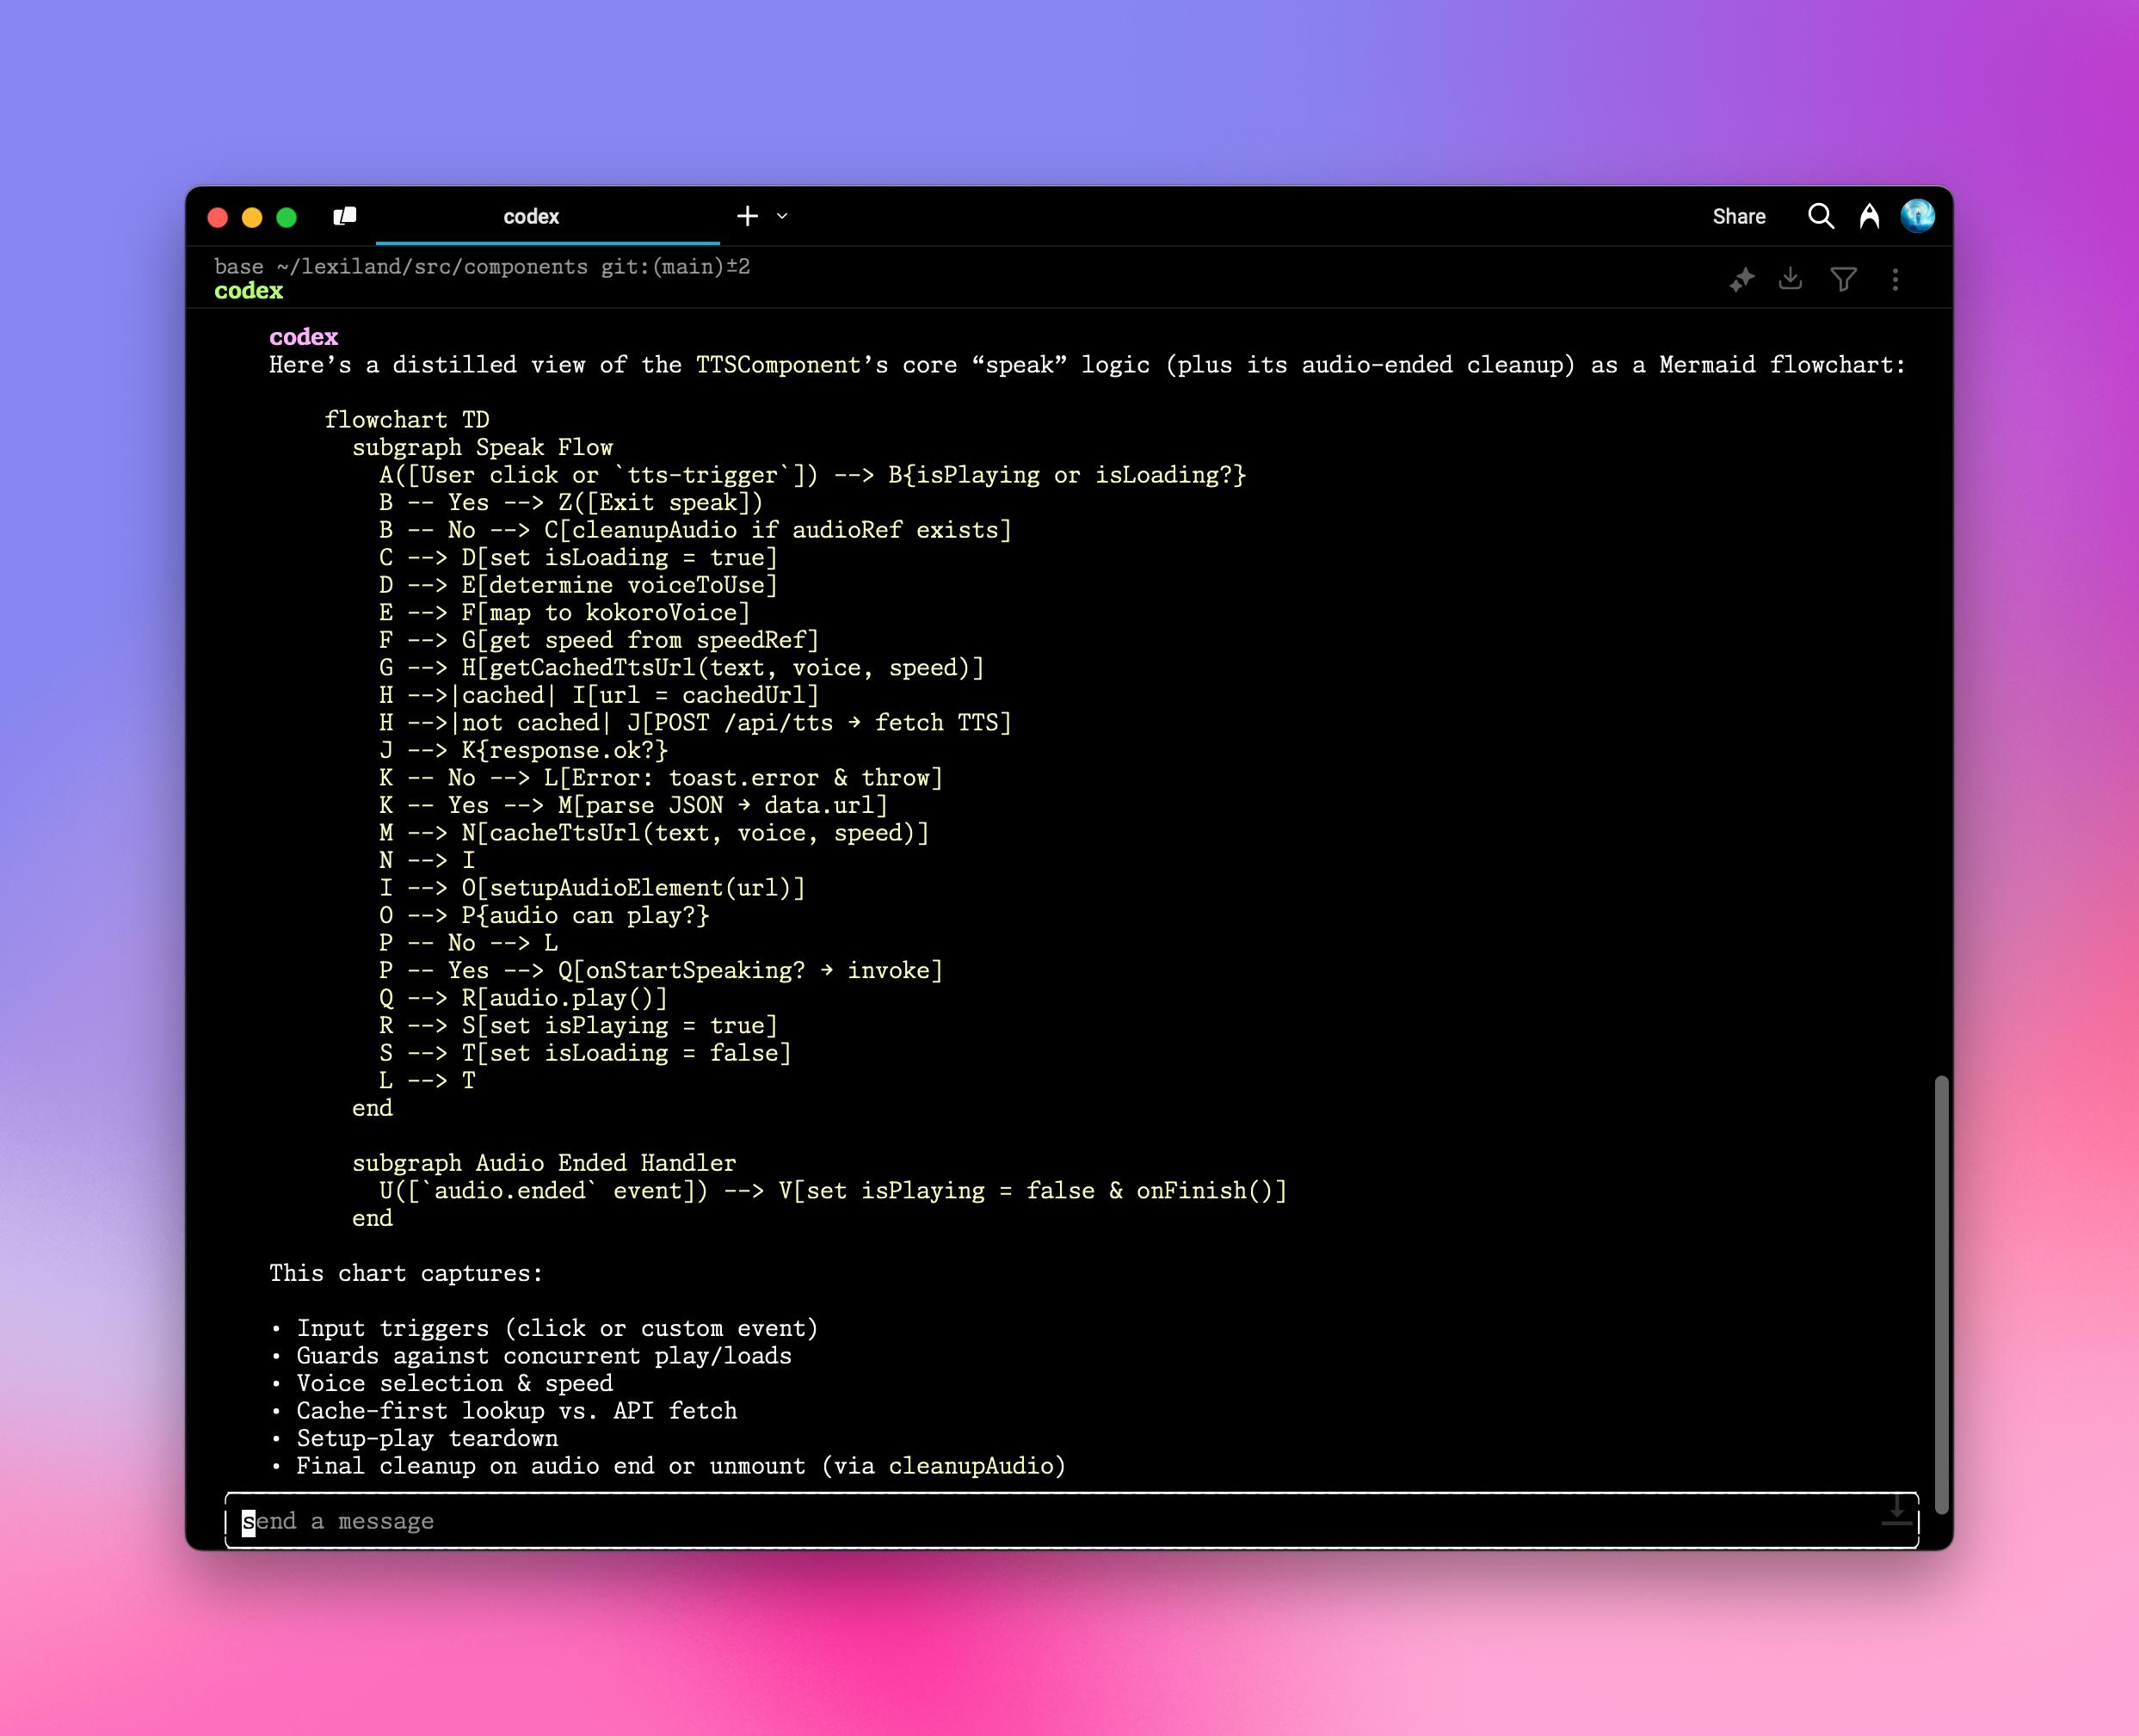 codex
Share
base ~/lexiland/src/components git:(main)±2
codex
codex
Here’s a distilled view of the TTSComponent’s core “speak” logic (plus its audio-ended cleanup) as a Mermaid flowchart:
flowchart TD
subgraph Speak Flow
A([User click or `tts-trigger`]) --> B{isPlaying or isLoading?}
B -- Yes --> Z([Exit speak])
B -- No --> C[cleanupAudio if audioRef exists]
C --> D[set isLoading = true]
D --> E[determine voiceToUse]
E --> F[map to kokoroVoice]
F --> G[get speed from speedRef]
G --> H[getCachedTtsUrl(text, voice, speed)]
H -->|cached| I[url = cachedUrl]
H -->|not cached| J[POST /api/tts → fetch TTS]
J --> K{response.ok?}
K -- No --> L[Error: toast.error & throw]
K -- Yes --> M[parse JSON → data.url]
M --> N[cacheTtsUrl(text, voice, speed)]
N --> I
I --> O[setupAudioElement(url)]
O --> P{audio can play?}
P -- No --> L
P -- Yes --> Q[onStartSpeaking? → invoke]
Q --> R[audio.play()]
R --> S[set isPlaying = true]
S --> T[set isLoading = false]
L --> T
end
subgraph Audio Ended Handler
U([`audio.ended` event]) --> V[set isPlaying = false & onFinish()]
end
This chart captures:
• Input triggers (click or custom event)
• Guards against concurrent play/loads
• Voice selection & speed
• Cache-first lookup vs. API fetch
• Setup-play teardown
• Final cleanup on audio end or unmount (via cleanupAudio)
send a message